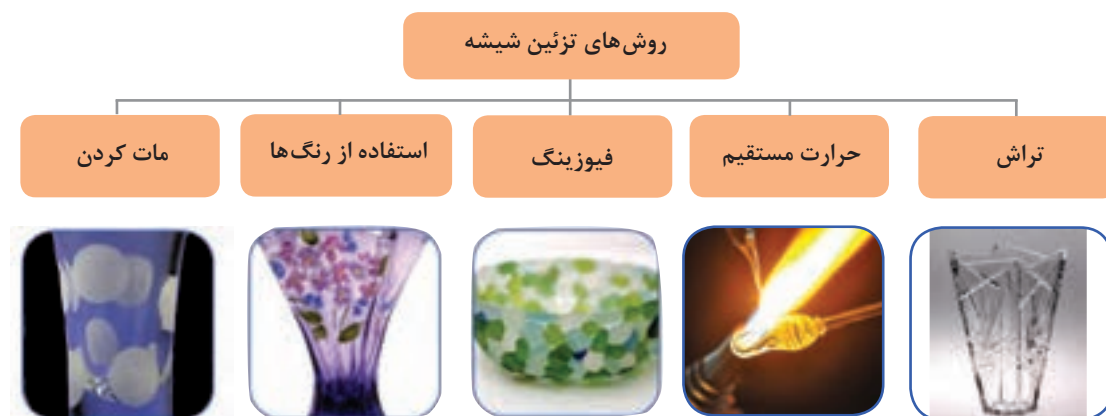 روش‌های تزئین شیشه
تراش
حرارت مستقیم
فیوزینگ
استفاده از رنگ‌ها
مات کردن